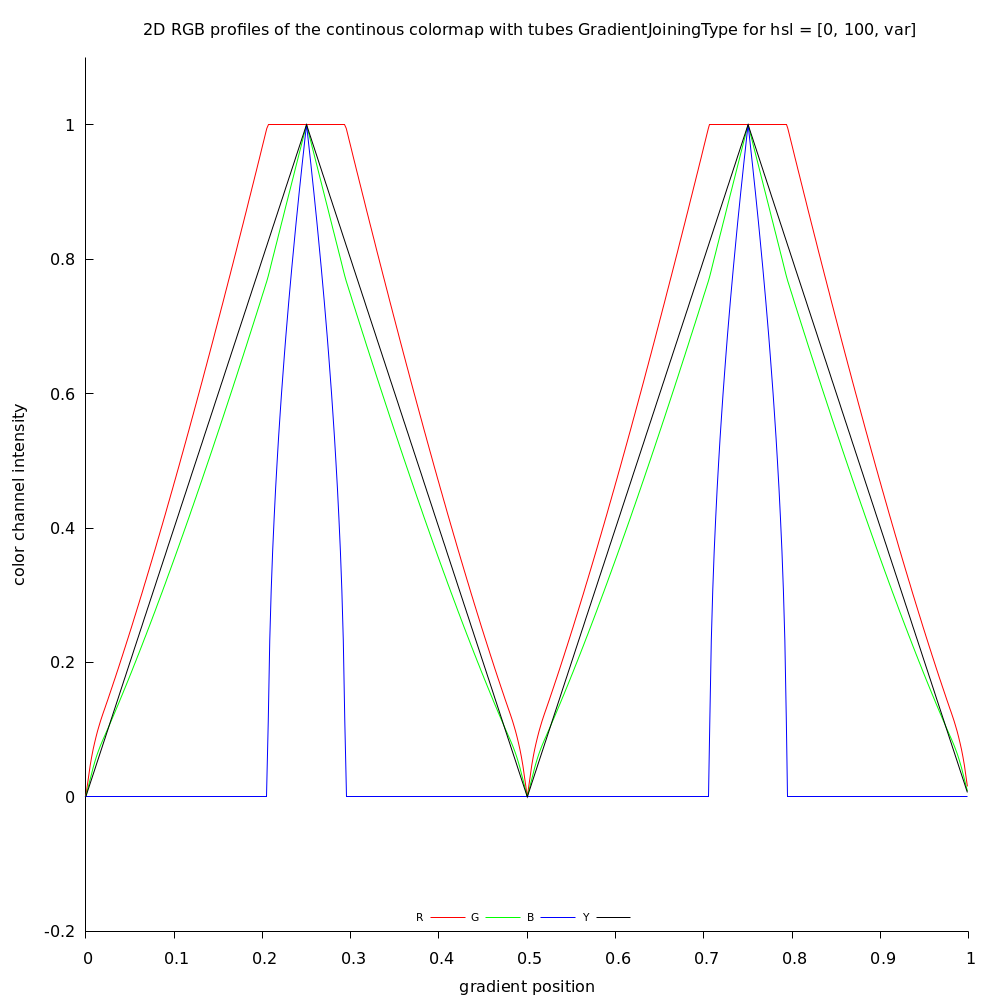 2D RGB profiles of the continous colormap with tubes GradientJoiningType for hsl = [0, 100, var]
1
0.8
0.6
0.4
0.2
0
-0.2
color channel intensity
R G B Y
0 0.1 0.2 0.3 0.4 0.5 0.6 0.7 0.8 0.9 1
gradient position